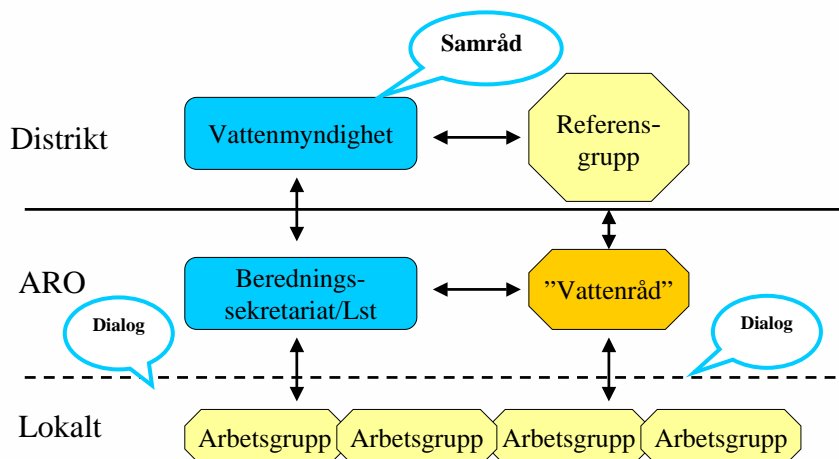 Samråd
Distrikt
Vattenmyndighet
Referens-
grupp
ARO
Berednings-
sekretariat/Lst
”Vattenråd”
Dialog
Dialog
Lokalt
Arbetsgrupp
Arbetsgrupp
Arbetsgrupp
Arbetsgrupp